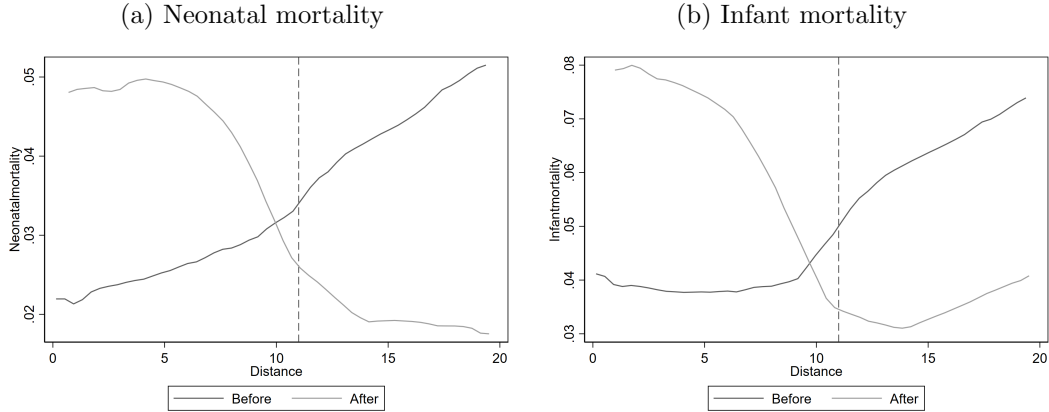 (a) Neonatal mortality
Neonatalmortality
.05
.04
.03
.02
0 5 10 15 20
Distance
Before After
(b) Infant mortality
Infantmortality
.08
.07
.06
.05
.04
.03
0 5 10 15 20
Distance
Before After